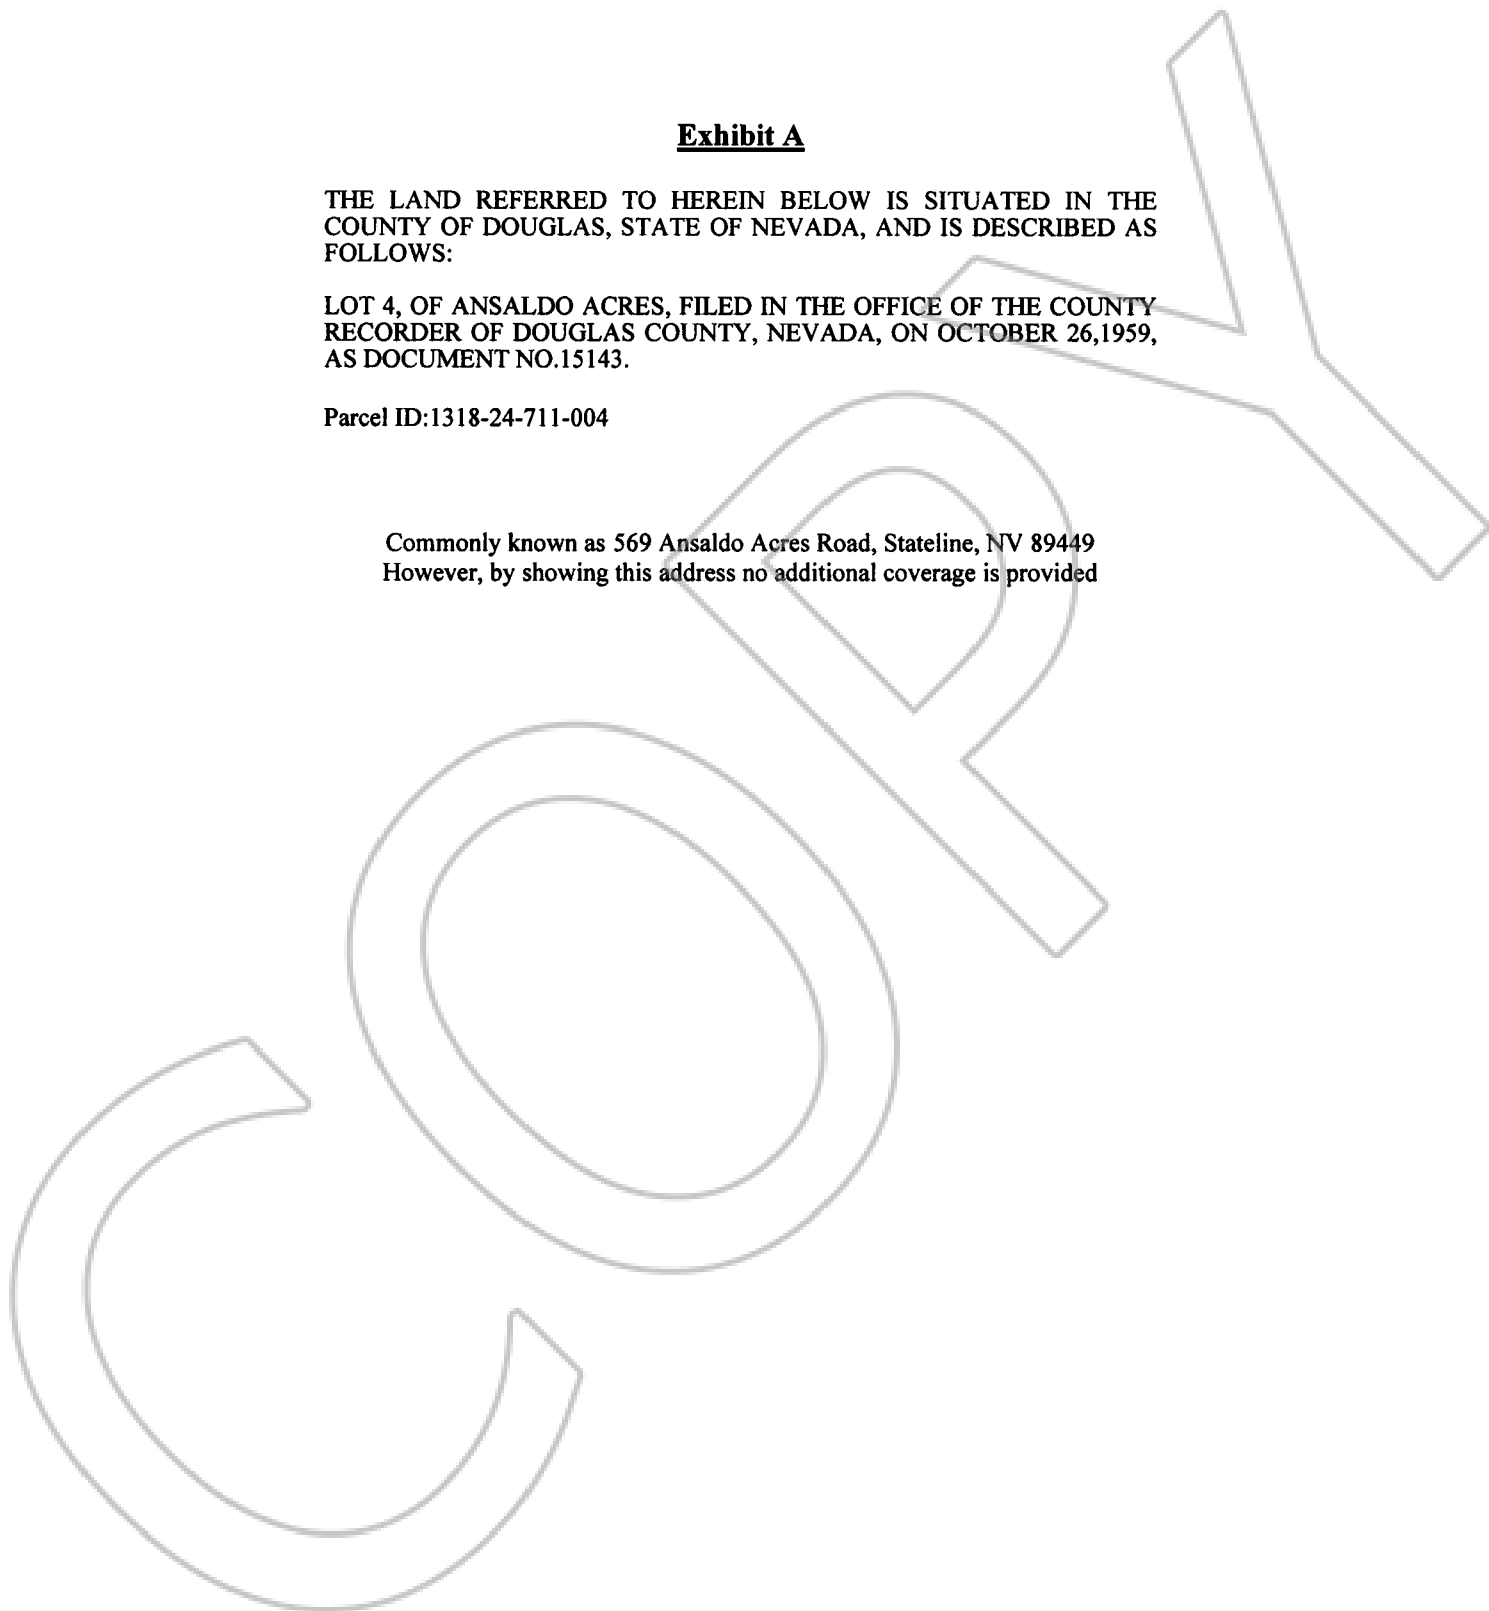 Exhibit A
THE LAND REFERRED TO HEREIN BELOW IS SITUATED IN THE
COUNTY OF DOUGLAS, STATE OF NEVADA, AND IS DESCRIBED AS
FOLLOWS:
LOT 4, OF ANSALDO ACRES, FILED IN THE OFFICE OF THE COUNTY
RECORDER OF DOUGLAS COUNTY, NEVADA, ON OCTOBER 26,1959,
AS DOCUMENT NO.15143.
Parcel ID:1318-24-711-004
Commonly known as 569 Ansaldo Acres Road, Stateline, NV 89449
However, by showing this address no additional coverage is provided
COPY